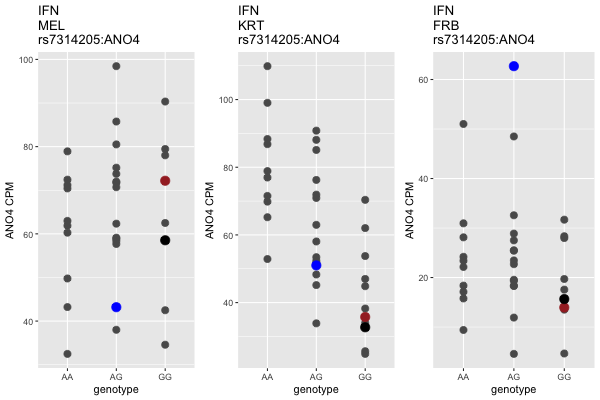 IFN
MEL
rs7314205:ANO4
ANO4 CPM
100
80
60
40
AA
AG
GG
genotype
IFN
KRT
rs7314205:ANO4
ANO4 CPM
100
80
60
40
AA
AG
GG
genotype
IFN
FRB
rs7314205:ANO4
ANO4 CPM
60
40
20
AA
AG
GG
genotype